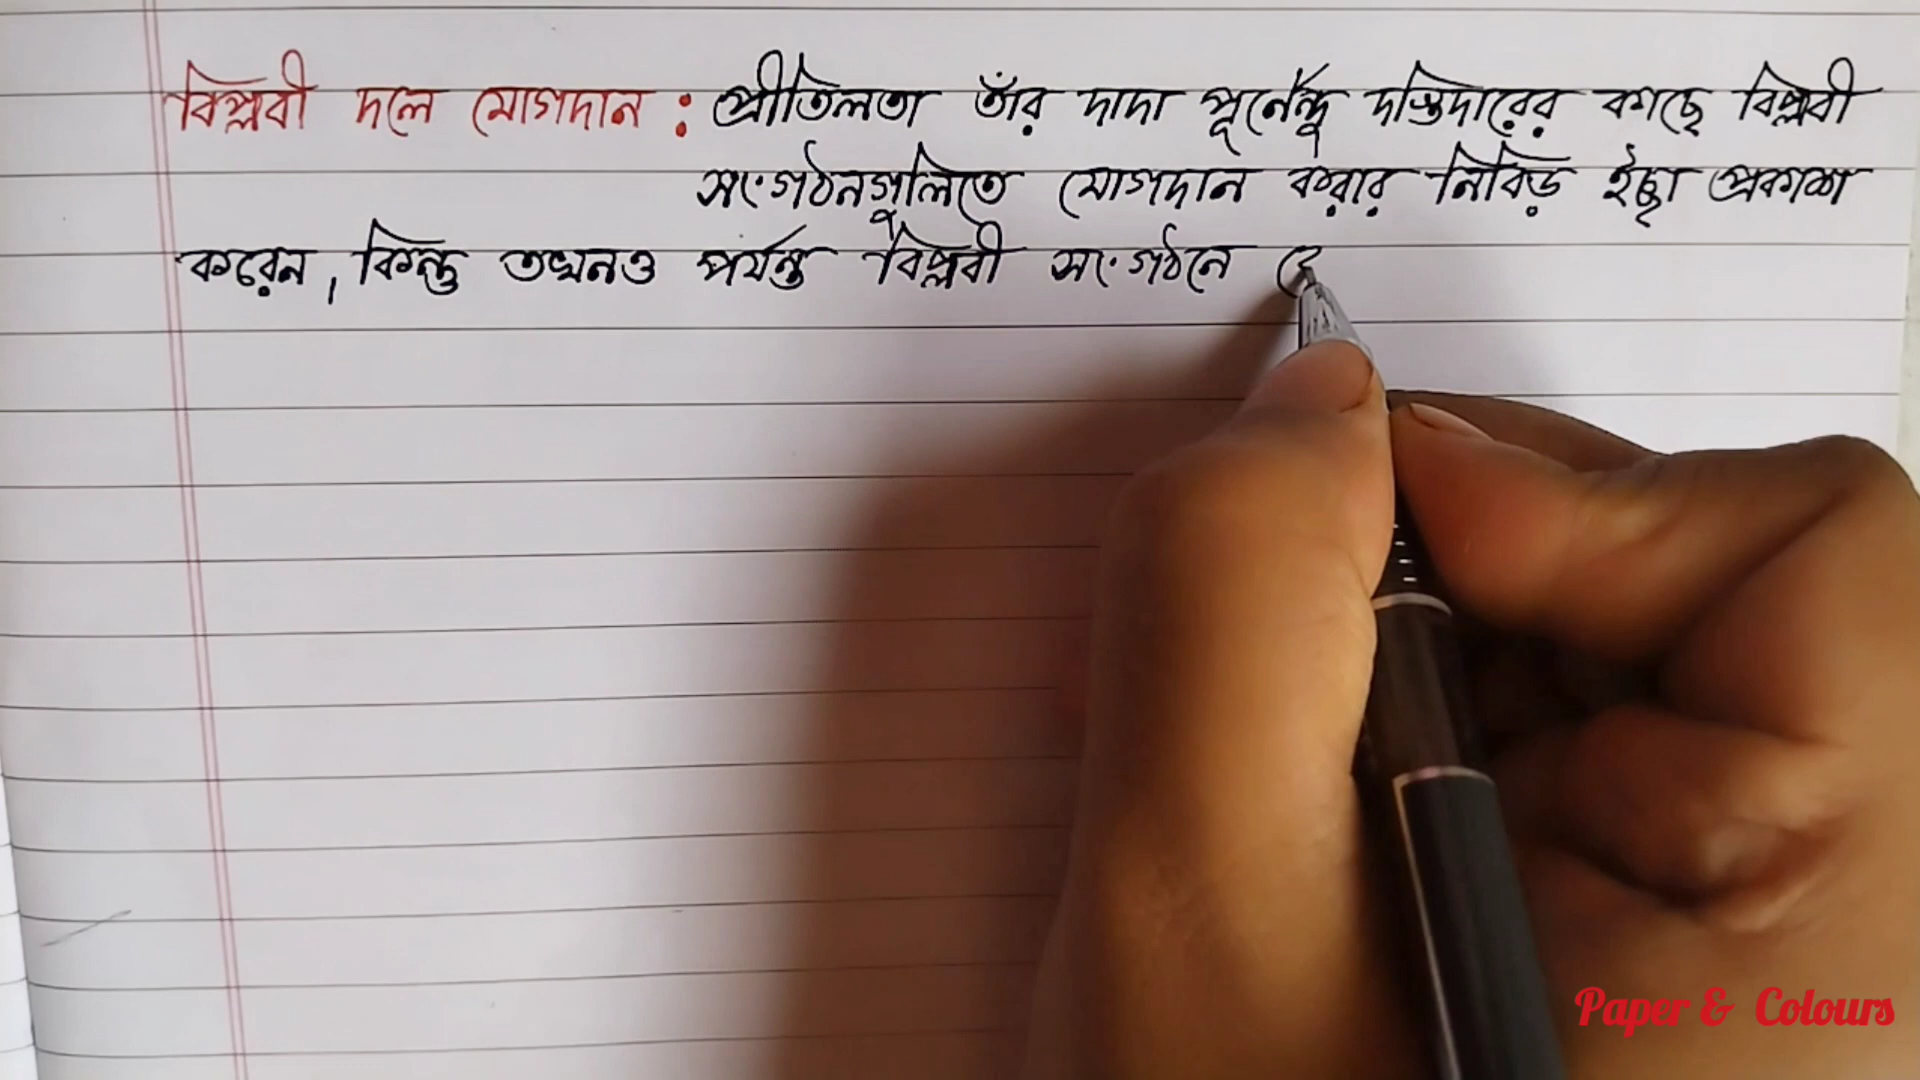 বিপ্লবী দলে যোগদান : প্রীতিলতা তাঁর দাদা পূর্ণেন্দু দস্তিদারের কাছে বিপ্লবী
সংগঠনগুলিতে যোগদান করার নিবিড় ইচ্ছা প্রকাশ
করেন, কিন্তু তখনও পর্যন্ত বিপ্লবী সংগঠনে
Paper & Colours